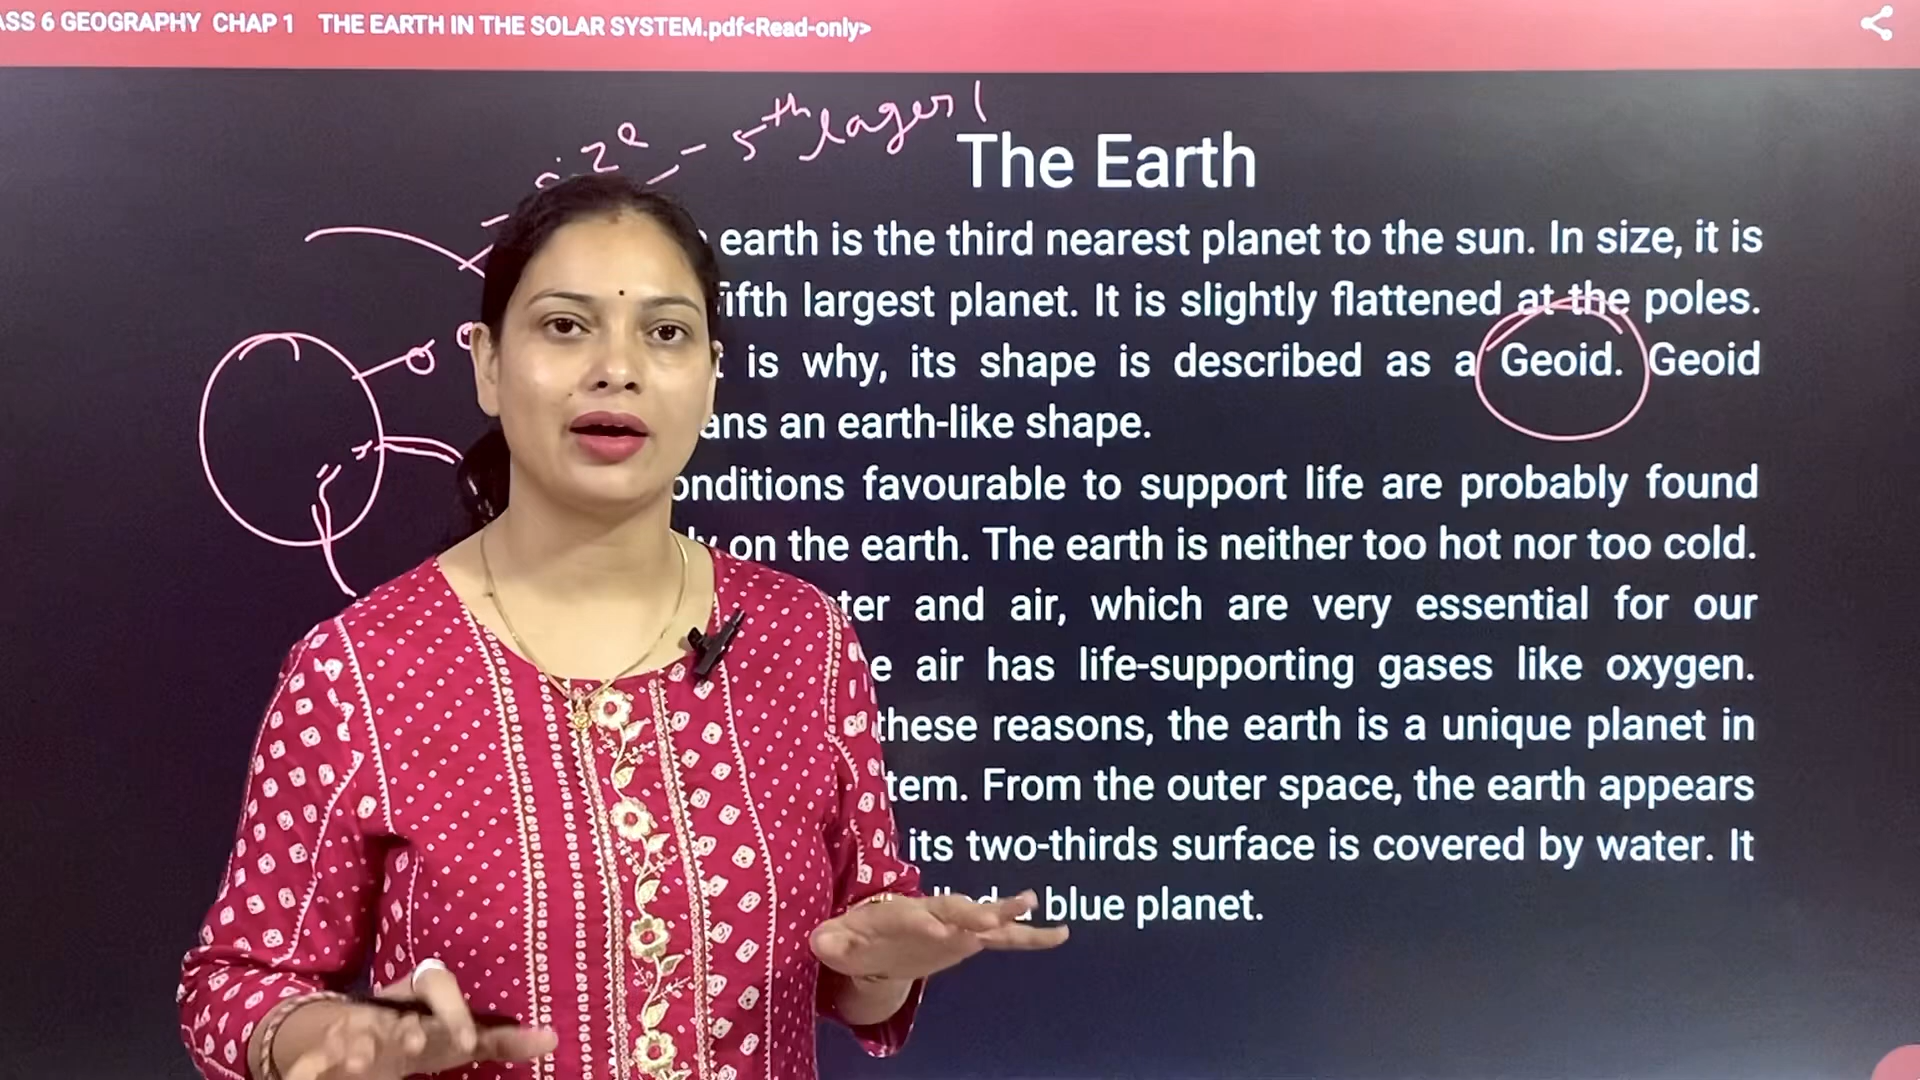 ASS 6 GEOGRAPHY CHAP 1 THE EARTH IN THE SOLAR SYSTEM.pdf<Read-only>
size - 5th lagest
The Earth
earth is the third nearest planet to the sun. In size, it is
fifth largest planet. It is slightly flattened at the poles.
is why, its shape is described as a Geoid. Geoid
ans an earth-like shape.
onditions favourable to support life are probably found
ly on the earth. The earth is neither too hot nor too cold.
ter and air, which are very essential for our
e air has life-supporting gases like oxygen.
these reasons, the earth is a unique planet in
tem. From the outer space, the earth appears
its two-thirds surface is covered by water. It
lled a blue planet.